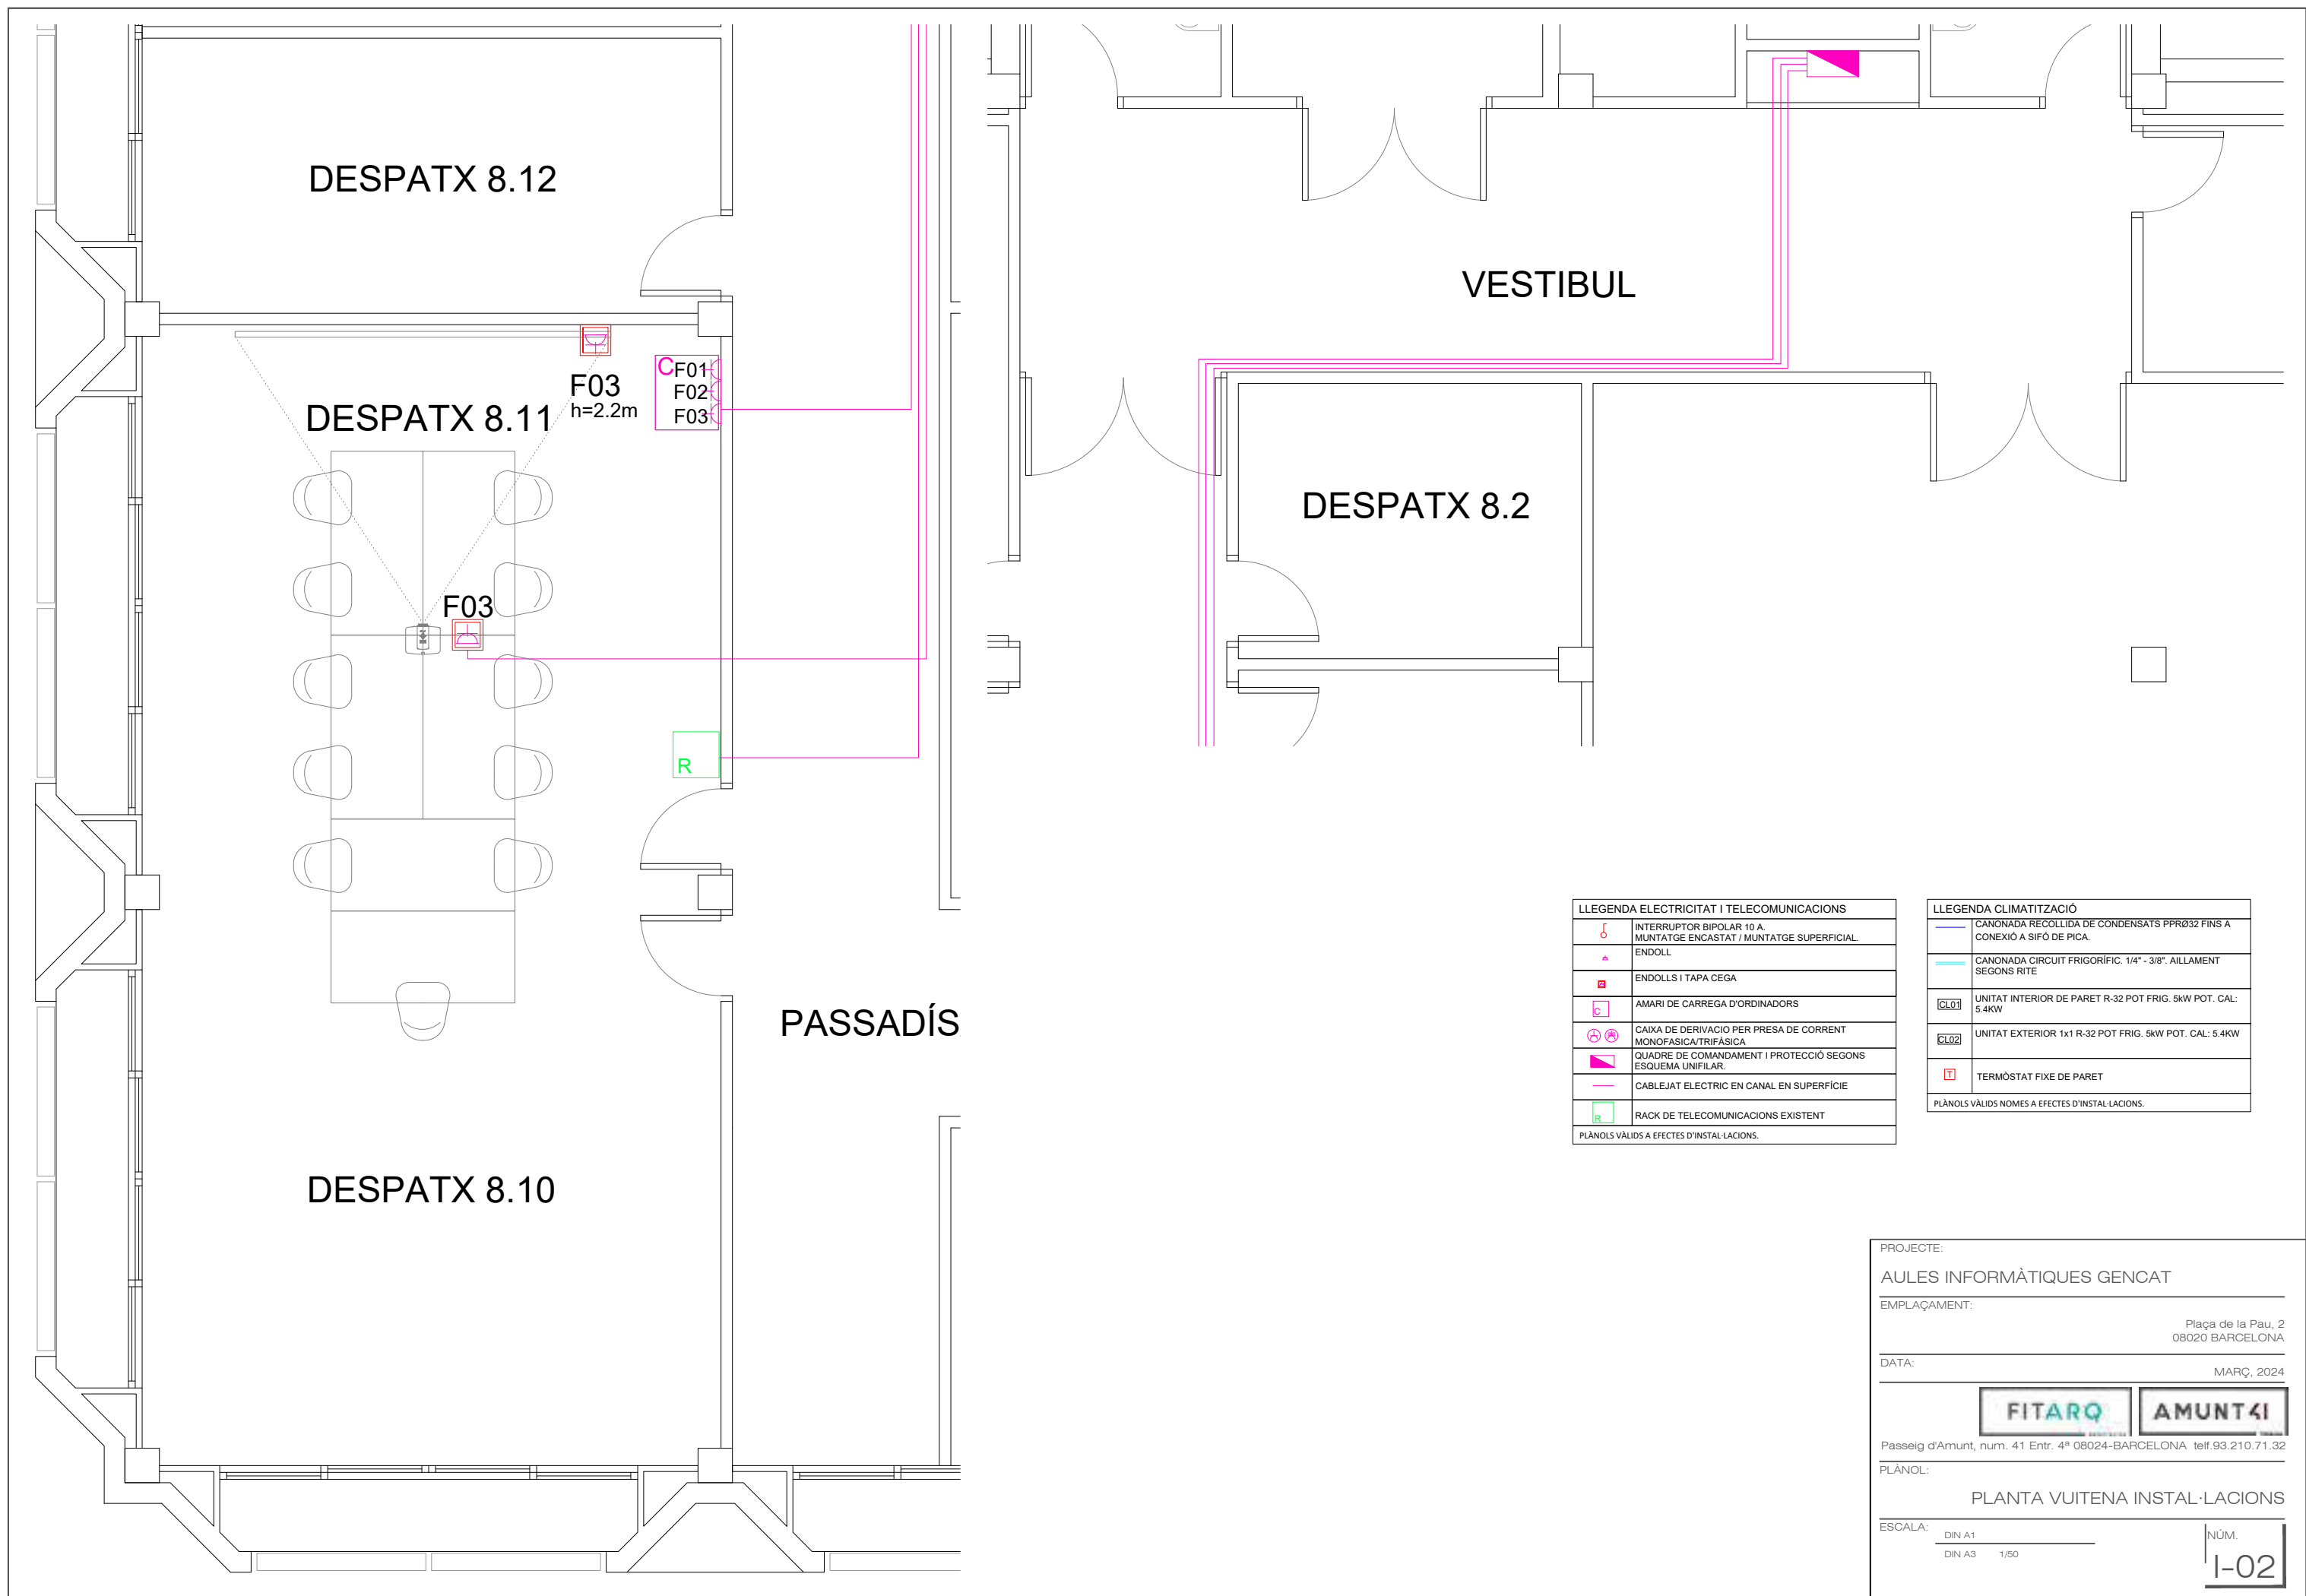 DESPATX 8.12
VESTIBUL
F03
h=2.2m
C
F01
F02
F03
DESPATX 8.11
DESPATX 8.2
F03
R
PASSADÍS
DESPATX 8.10
LLEGENDA ELECTRICITAT I TELECOMUNICACIONS
INTERRUPTOR BIPOLAR 10 A.
MUNTATGE ENCASTAT / MUNTATGE SUPERFICIAL.
ENDOLL
ENDOLLS I TAPA CEGA
C
AMARI DE CARREGA D'ORDINADORS
CAIXA DE DERIVACIO PER PRESA DE CORRENT
MONOFASICA/TRIFÀSICA
QUADRE DE COMANDAMENT I PROTECCIÓ SEGONS
ESQUEMA UNIFILAR.
CABLEJAT ELECTRIC EN CANAL EN SUPERFÍCIE
R
RACK DE TELECOMUNICACIONS EXISTENT
PLÀNOLS VÀLIDS A EFECTES D'INSTAL·LACIONS.
LLEGENDA CLIMATITZACIÓ
CANONADA RECOLLIDA DE CONDENSATS PPRØ32 FINS A
CONEXIÓ A SIFÓ DE PICA.
CANONADA CIRCUIT FRIGORÍFIC. 1/4" - 3/8". AILLAMENT
SEGONS RITE
CL01
UNITAT INTERIOR DE PARET R-32 POT FRIG. 5kW POT. CAL:
5.4KW
CL02
UNITAT EXTERIOR 1x1 R-32 POT FRIG. 5kW POT. CAL: 5.4KW
T
TERMÒSTAT FIXE DE PARET
PLÀNOLS VÀLIDS NOMES A EFECTES D'INSTAL·LACIONS.
PROJECTE:
AULES INFORMÀTIQUES GENCAT
EMPLAÇAMENT:
Plaça de la Pau, 2
08020 BARCELONA
DATA:
MARÇ, 2024
FITARQ
AMUNT41
Passeig d'Amunt, num. 41 Entr. 4ª 08024-BARCELONA telf.93.210.71.32
PLÀNOL:
PLANTA VUITENA INSTAL·LACIONS
ESCALA:
DIN A1
DIN A3 1/50
NÚM.
I-02